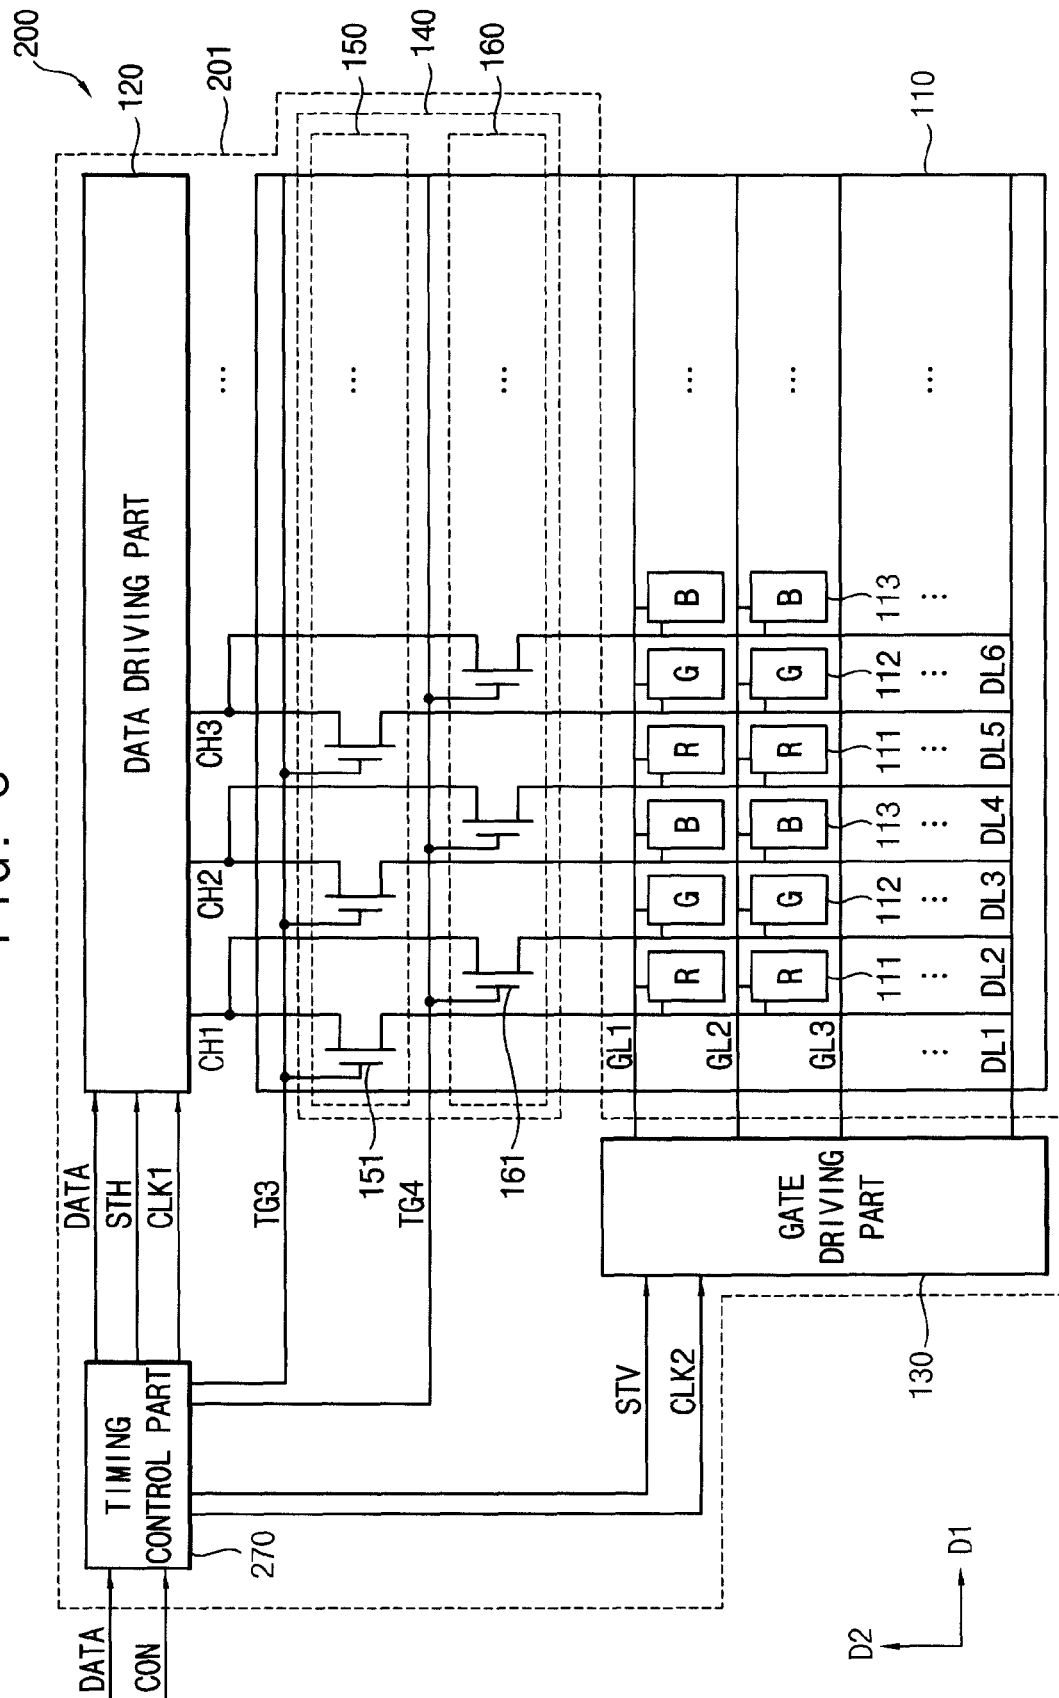 200
120
201
150
140
160
110
DATA DRIVING PART
DATA
STH
CLK1
TIMING
CONTROL PART
270
DATA
CON
CH1
CH2
CH3
...
TG3
151
...
TG4
161
...
GATE
DRIVING
PART
130
STV
CLK2
GL1
R
G
B
R
G
B
...
GL2
R
G
B
R
G
B
...
GL3
111
112
113
111
112
113
...
...
...
...
...
...
...
...
DL1
DL2
DL3
DL4
DL5
DL6
D2
D1